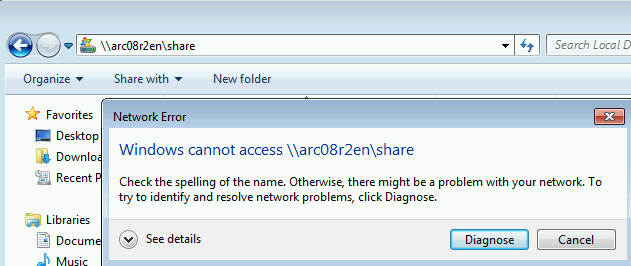 \\arc08r2en\share
Search Local D
Organize Share with New folder
Favorites
Desktop
Downloa
Recent P
Libraries
Docume
Music
Network Error
Windows cannot access \\arc08r2en\share
Check the spelling of the name. Otherwise, there might be a problem with your network. To
try to identify and resolve network problems, click Diagnose.
See details
Diagnose Cancel